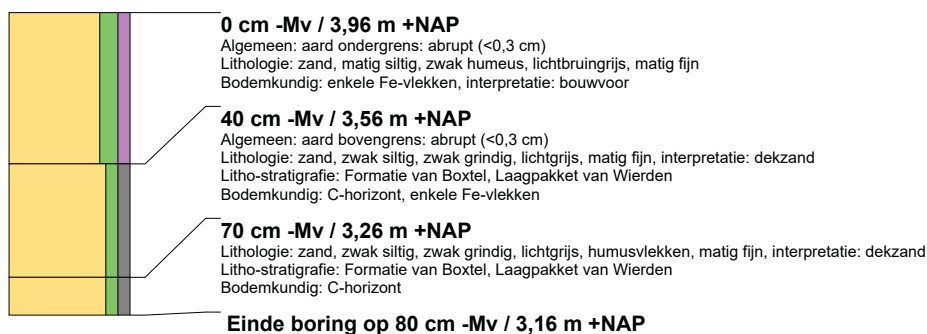 0 cm -Mv / 3,96 m +NAP
Algemeen: aard ondergrens: abrupt (<0,3 cm)
Lithologie: zand, matig siltig, zwak humeus, lichtbruingrijs, matig fijn
Bodemkundig: enkele Fe-vlekken, interpretatie: bouwvoor
40 cm -Mv / 3,56 m +NAP
Algemeen: aard bovengrens: abrupt (<0,3 cm)
Lithologie: zand, zwak siltig, zwak grindig, lichtgrijs, matig fijn, interpretatie: dekzand
Litho-stratigrafie: Formatie van Boxtel, Laagpakket van Wierden
Bodemkundig: C-horizont, enkele Fe-vlekken
70 cm -Mv / 3,26 m +NAP
Lithologie: zand, zwak siltig, zwak grindig, lichtgrijs, humusvlekken, matig fijn, interpretatie: dekzand
Litho-stratigrafie: Formatie van Boxtel, Laagpakket van Wierden
Bodemkundig: C-horizont
Einde boring op 80 cm -Mv / 3,16 m +NAP